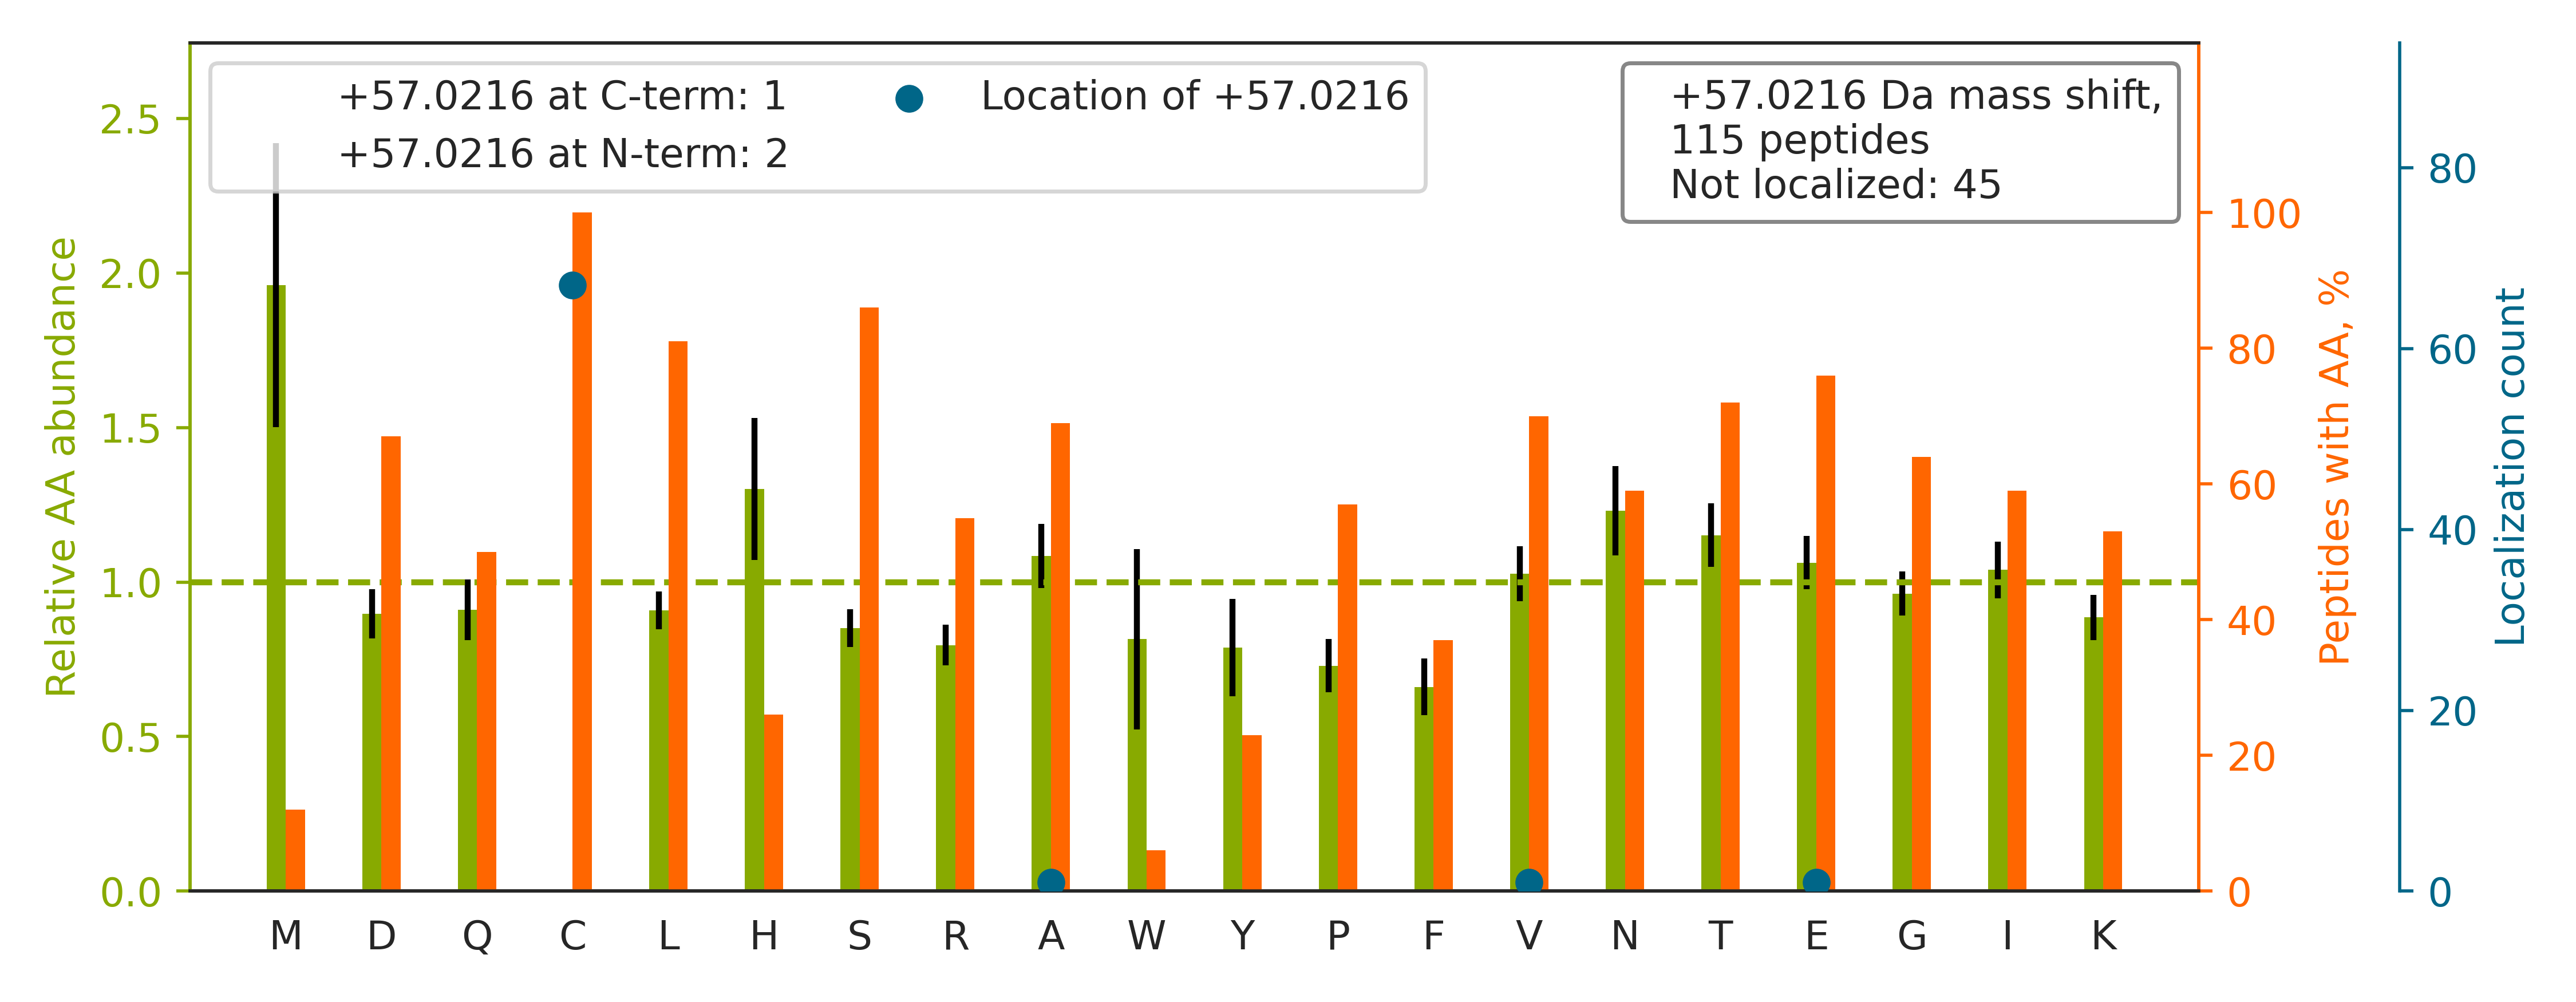 +57.0216 at C-term: 1
+57.0216 at N-term: 2
Location of +57.0216
+57.0216 Da mass shift,
115 peptides
Not localized: 45
Relative AA abundance
2.5
2.0
1.5
1.0
0.5
0.0
M D Q C L H S R A W Y P F V N T E G I K
100
80
60
40
20
0
Peptides with AA, %
80
60
40
20
0
Localization count